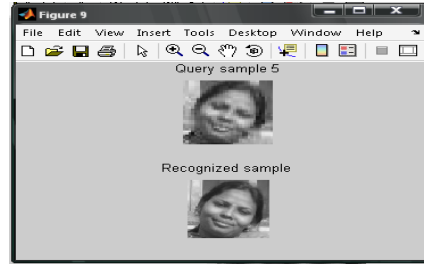 Figure 9
File Edit View Insert Tools Desktop Window Help
Query sample 5
Recognized sample